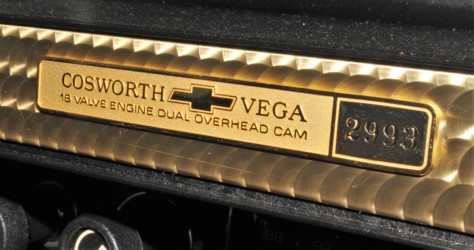 COSWORTH VEGA
16 VALVE ENGINE DUAL OVERHEAD CAM
2993